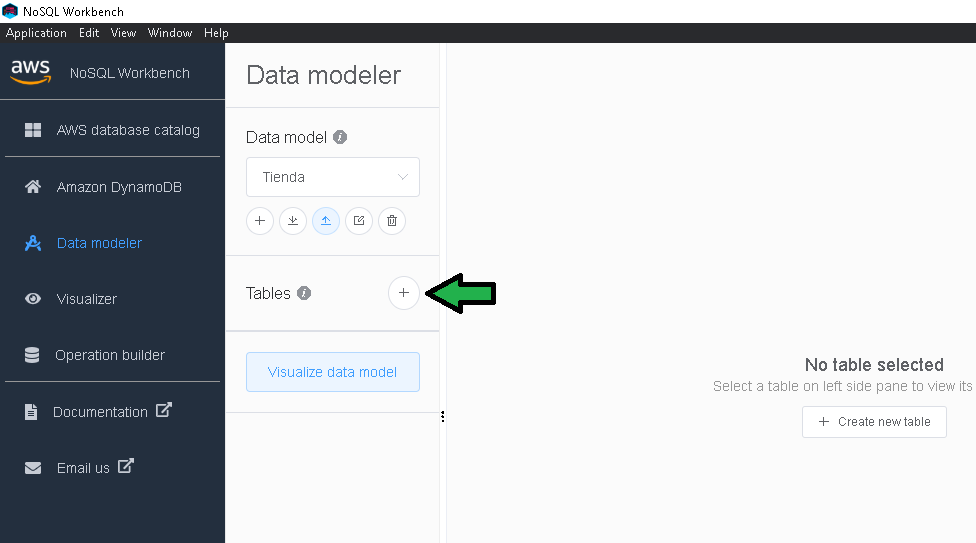 NoSQL Workbench
Application Edit View Window Help
aws NoSQL Workbench
AWS database catalog
Amazon DynamoDB
Data modeler
Visualizer
Operation builder
Documentation
Email us
Data modeler
Data model i
Tienda
Tables i
Visualize data model
No table selected
Select a table on left side pane to view its
Create new table